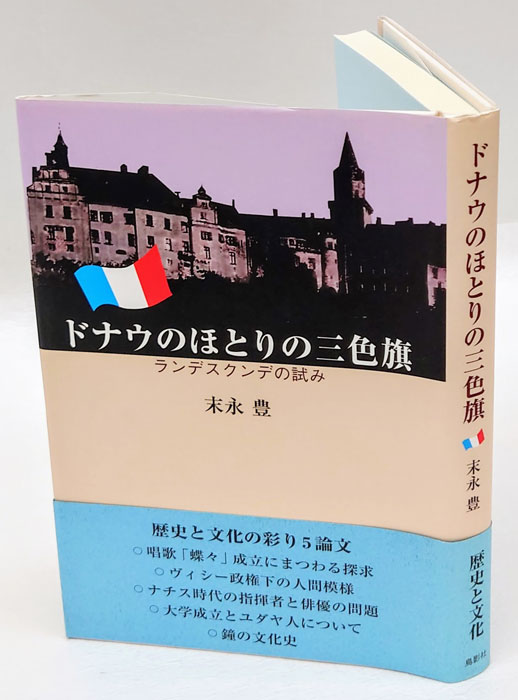 ドナウのほとりの三色旗
ランデスクンデの試み
末永 豊
歴史と文化の彩り5論文
○唱歌「蝶々」成立にまつわる探求
○ヴィシー政権下の人間模様
○ナチス時代の指揮者と俳優の問題
○大学成立とユダヤ人について
○鐘の文化史
ドナウのほとりの三色旗
末永 豊
歴史と文化
鳥影社